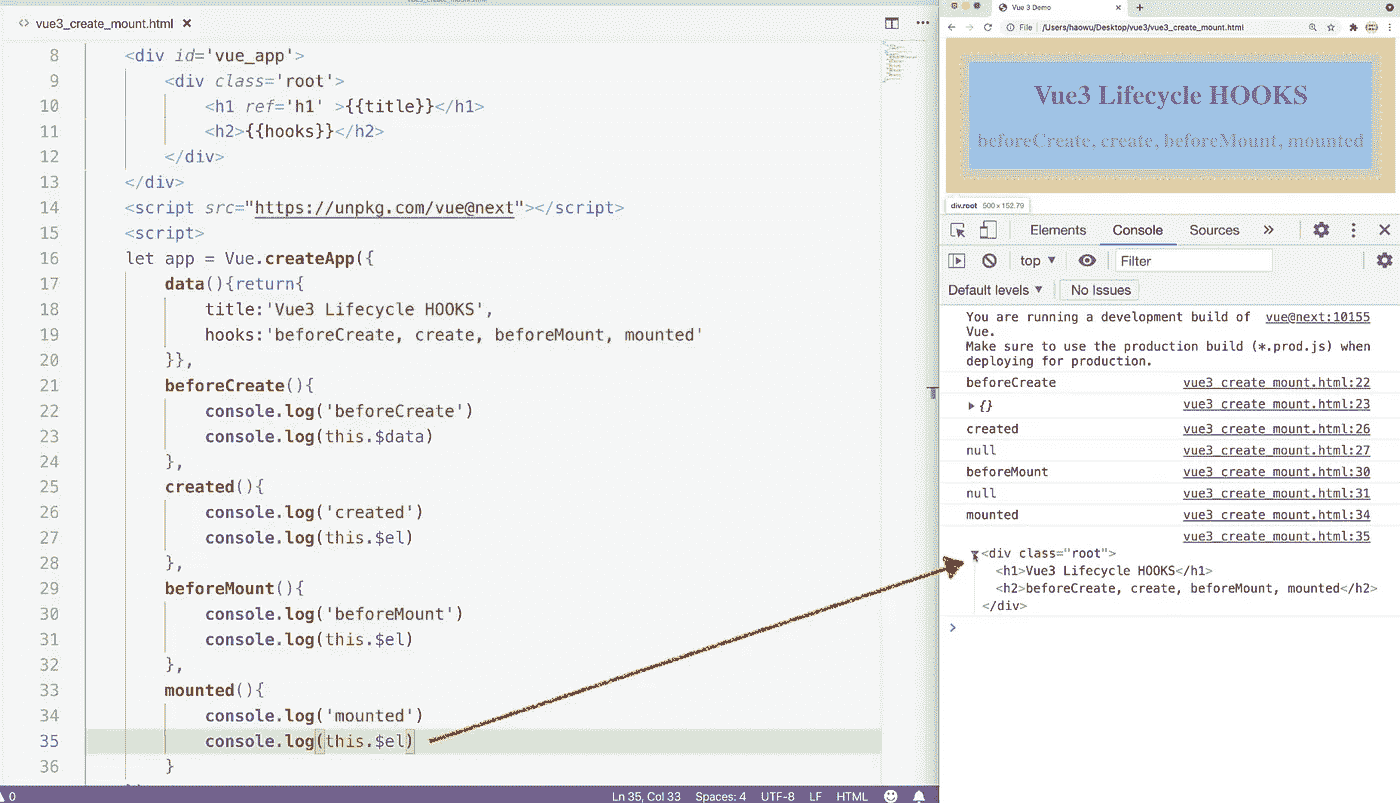 vue3_create_mount.html
8 <div id='vue_app'>
9 <div class='root'>
10 <h1 ref='h1' >{{title}}</h1>
11 <h2>{{hooks}}</h2>
12 </div>
13 </div>
14 <script src="https://unpkg.com/vue@next"></script>
15 <script>
16 let app = Vue.createApp({
17 data(){return{
18 title:'Vue3 Lifecycle HOOKS',
19 hooks:'beforeCreate, create, beforeMount, mounted'
20 }},
21 beforeCreate(){
22 console.log('beforeCreate')
23 console.log(this.$data)
24 },
25 created(){
26 console.log('created')
27 console.log(this.$el)
28 },
29 beforeMount(){
30 console.log('beforeMount')
31 console.log(this.$el)
32 },
33 mounted(){
34 console.log('mounted')
35 console.log(this.$el)
36 }
0 Ln 35, Col 33 Spaces: 4 UTF-8 LF HTML
Vue 3 Demo
File /Users/haowu/Desktop/vue3/vue3_create_mount.html
Vue3 Lifecycle HOOKS
beforeCreate, create, beforeMount, mounted
div.root 500 × 152.79
Elements Console Sources
top Filter
Default levels No Issues
You are running a development build of vue@next:10155
Vue.
Make sure to use the production build (*.prod.js) when
deploying for production.
beforeCreate vue3_create_mount.html:22
{} vue3_create_mount.html:23
created vue3_create_mount.html:26
null vue3_create_mount.html:27
beforeMount vue3_create_mount.html:30
null vue3_create_mount.html:31
mounted vue3_create_mount.html:34
vue3_create_mount.html:35
<div class="root">
<h1>Vue3 Lifecycle HOOKS</h1>
<h2>beforeCreate, create, beforeMount, mounted</h2>
</div>